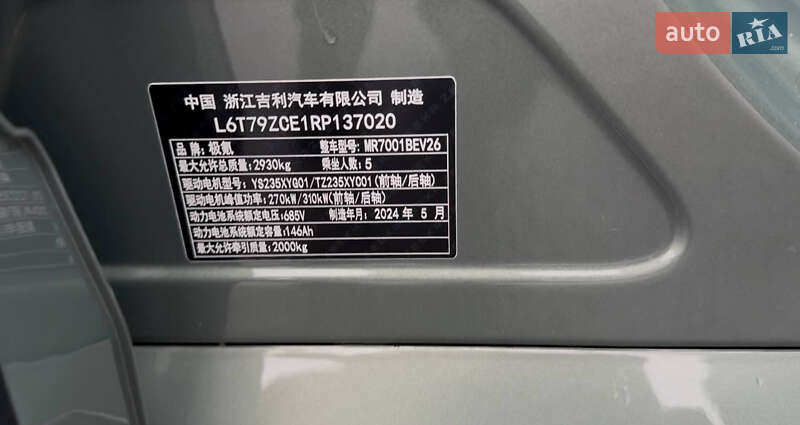 auto RIA.com
中国 浙江吉利汽车有限公司 制造
L6T79ZCE1RP137020
品 牌：极氪 整车型号：MR7001BEV26
最大允许总质量：2930kg 乘坐人数：5
驱动电机型号：YS235XYG01/TZ235XYC01(前轴/后轴)
驱动电机峰值功率：270kW/310kW(前轴/后轴)
动力电池系统额定电压：685V 制造年月：2024 年 5 月
动力电池系统额定容量：146Ah
最大允许牵引质量：2000kg